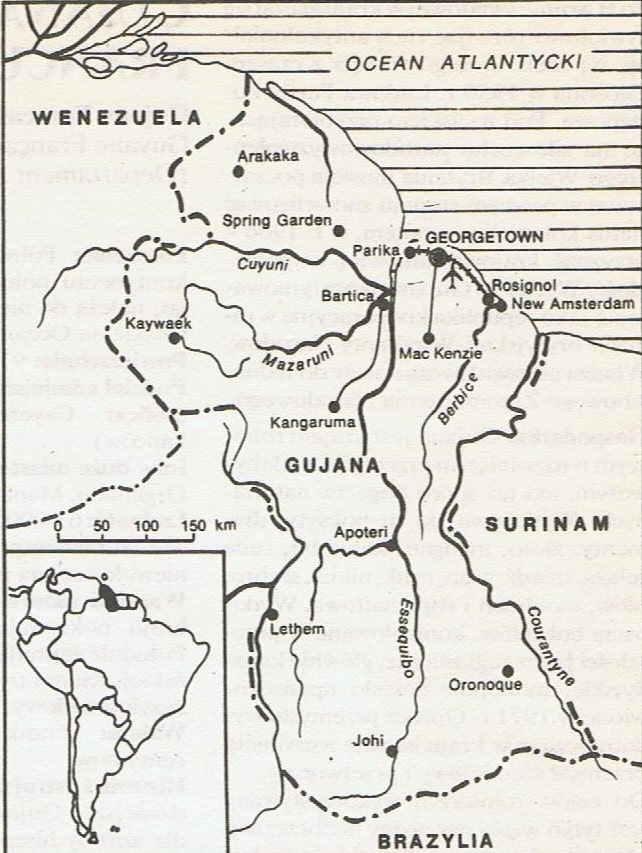 OCEAN ATLANTYCKI
WENEZUELA
Arakaka
Spring Garden
Parika
GEORGETOWN
Cuyuni
Rosignol
Bartica
New Amsterdam
Kaywaek
Mazaruni
Mac Kenzie
Berbice
Kangaruma
GUJANA
0 50 100 150 km
SURINAM
Apoteri
Essequibo
Courantyne
Lethem
Oronoque
Johi
BRAZYLIA